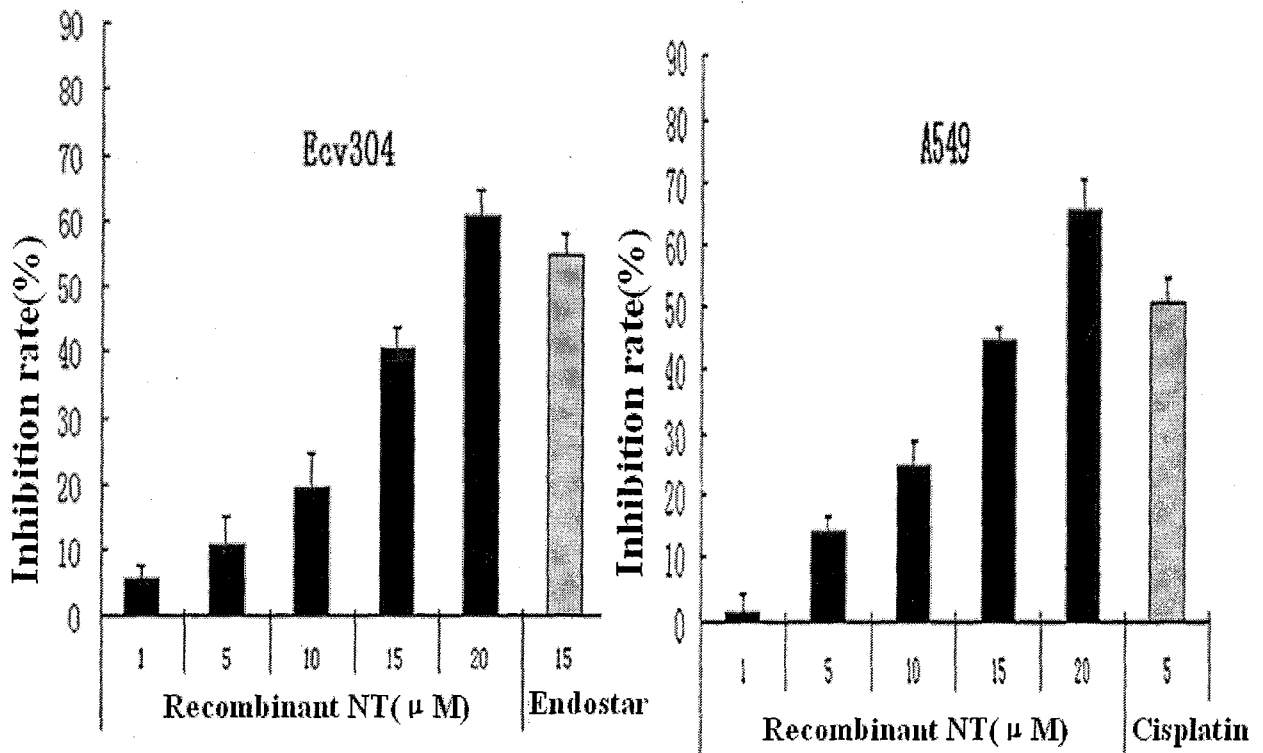 90
80
70
60
50
40
30
20
10
0
Inhibition rate(%)
Ecv304
1 5 10 15 20 15
Recombinant NT( μ M) Endostar
90
80
70
60
50
40
30
20
10
0
Inhibition rate(%)
A549
1 5 10 15 20 5
Recombinant NT( μ M) Cisplatin